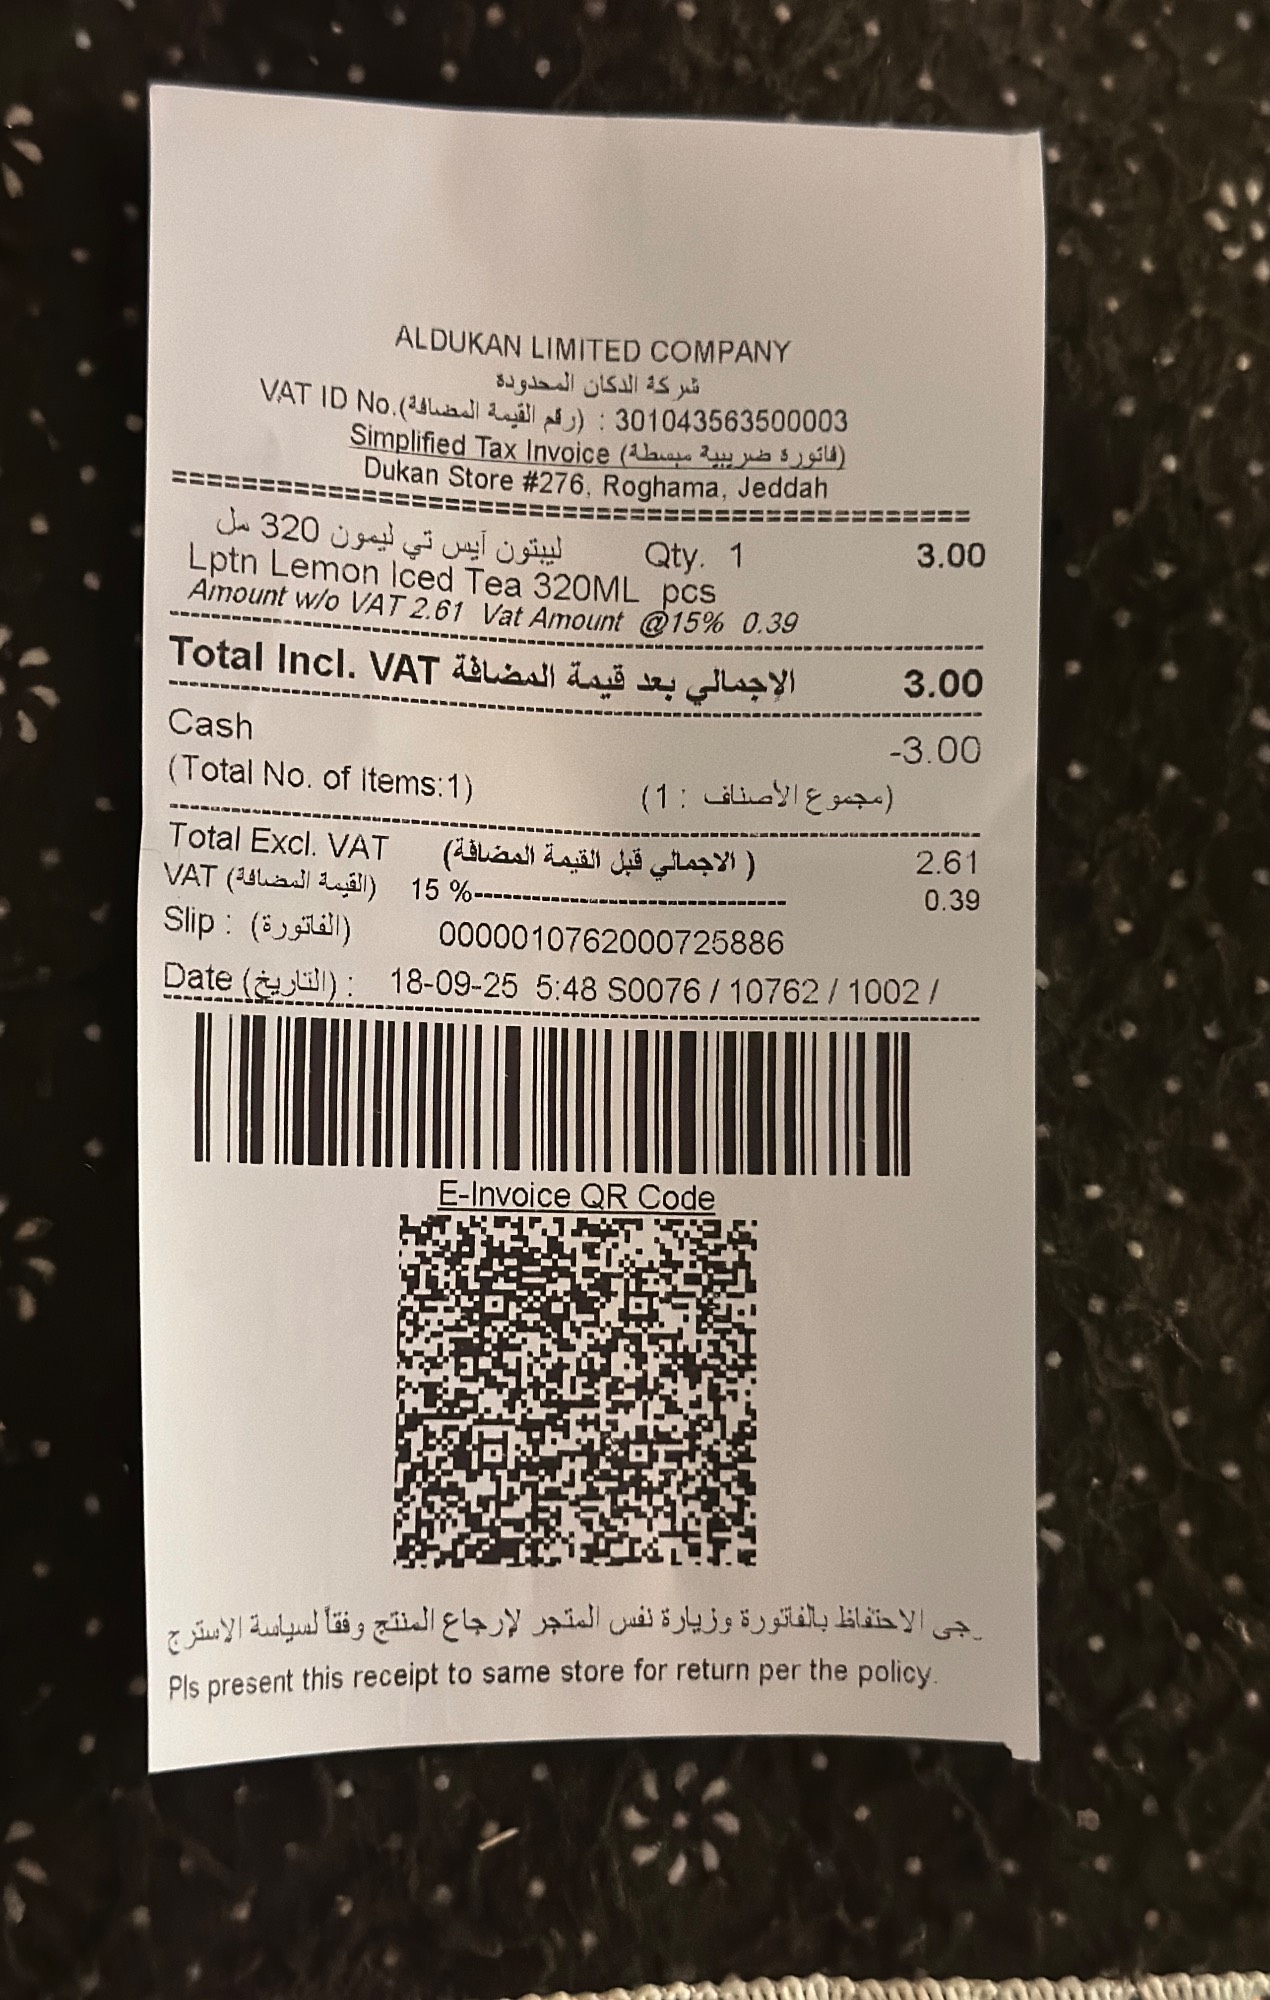 ALDUKAN LIMITED COMPANY
شركة الدكان المحدودة
VAT ID No.(رقم القيمة المضافة) : 301043563500003
Simplified Tax Invoice (فاتورة ضريبية مبسطة)
Dukan Store #276, Roghama, Jeddah
ليبتون آيس تي ليمون 320 مل Qty. 1 3.00
Lptn Lemon Iced Tea 320ML pcs
Amount w/o VAT 2.61 Vat Amount @15% 0.39
Total Incl. VAT الإجمالي بعد قيمة المضافة 3.00
Cash -3.00
(Total No. of Items:1) (مجموع الأصناف : 1)
Total Excl. VAT (الاجمالي قبل القيمة المضافة) 2.61
VAT (القيمة المضافة) 15 %---------------------------------- 0.39
Slip : (الفاتورة) 0000010762000725886
Date (التاريخ) : 18-09-25 5:48 S0076 / 10762 / 1002 /
E-Invoice QR Code
جى الاحتفاظ بالفاتورة وزيارة نفس المتجر لإرجاع المنتج وفقاً لسياسة الاسترج
Pls present this receipt to same store for return per the policy.